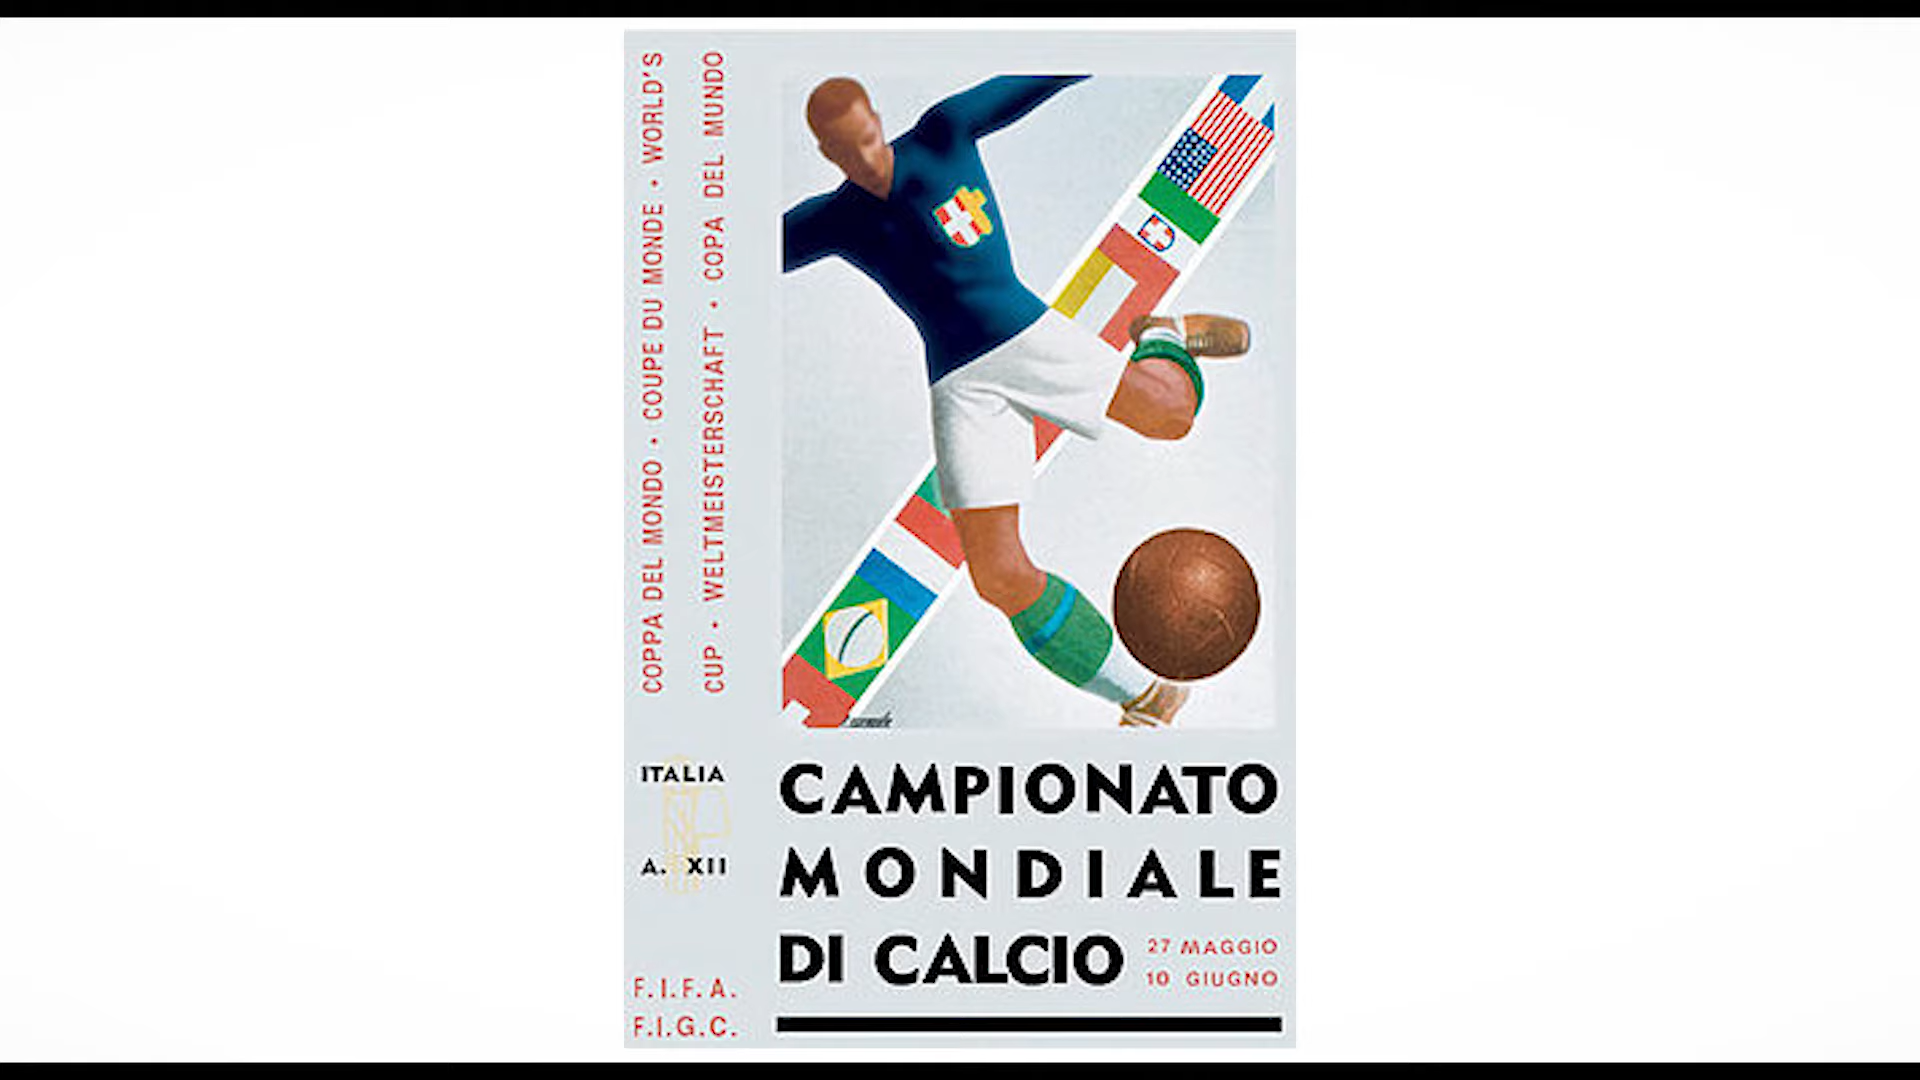 COPPA DEL MONDO • COUPE DU MONDE • WORLD'S
CUP • WELTMEISTERSCHAFT • COPA DEL MUNDO
ITALIA
A. XII
F.I.F.A.
F.I.G.C.
CAMPIONATO
MONDIALE
DI CALCIO
27 MAGGIO
10 GIUGNO